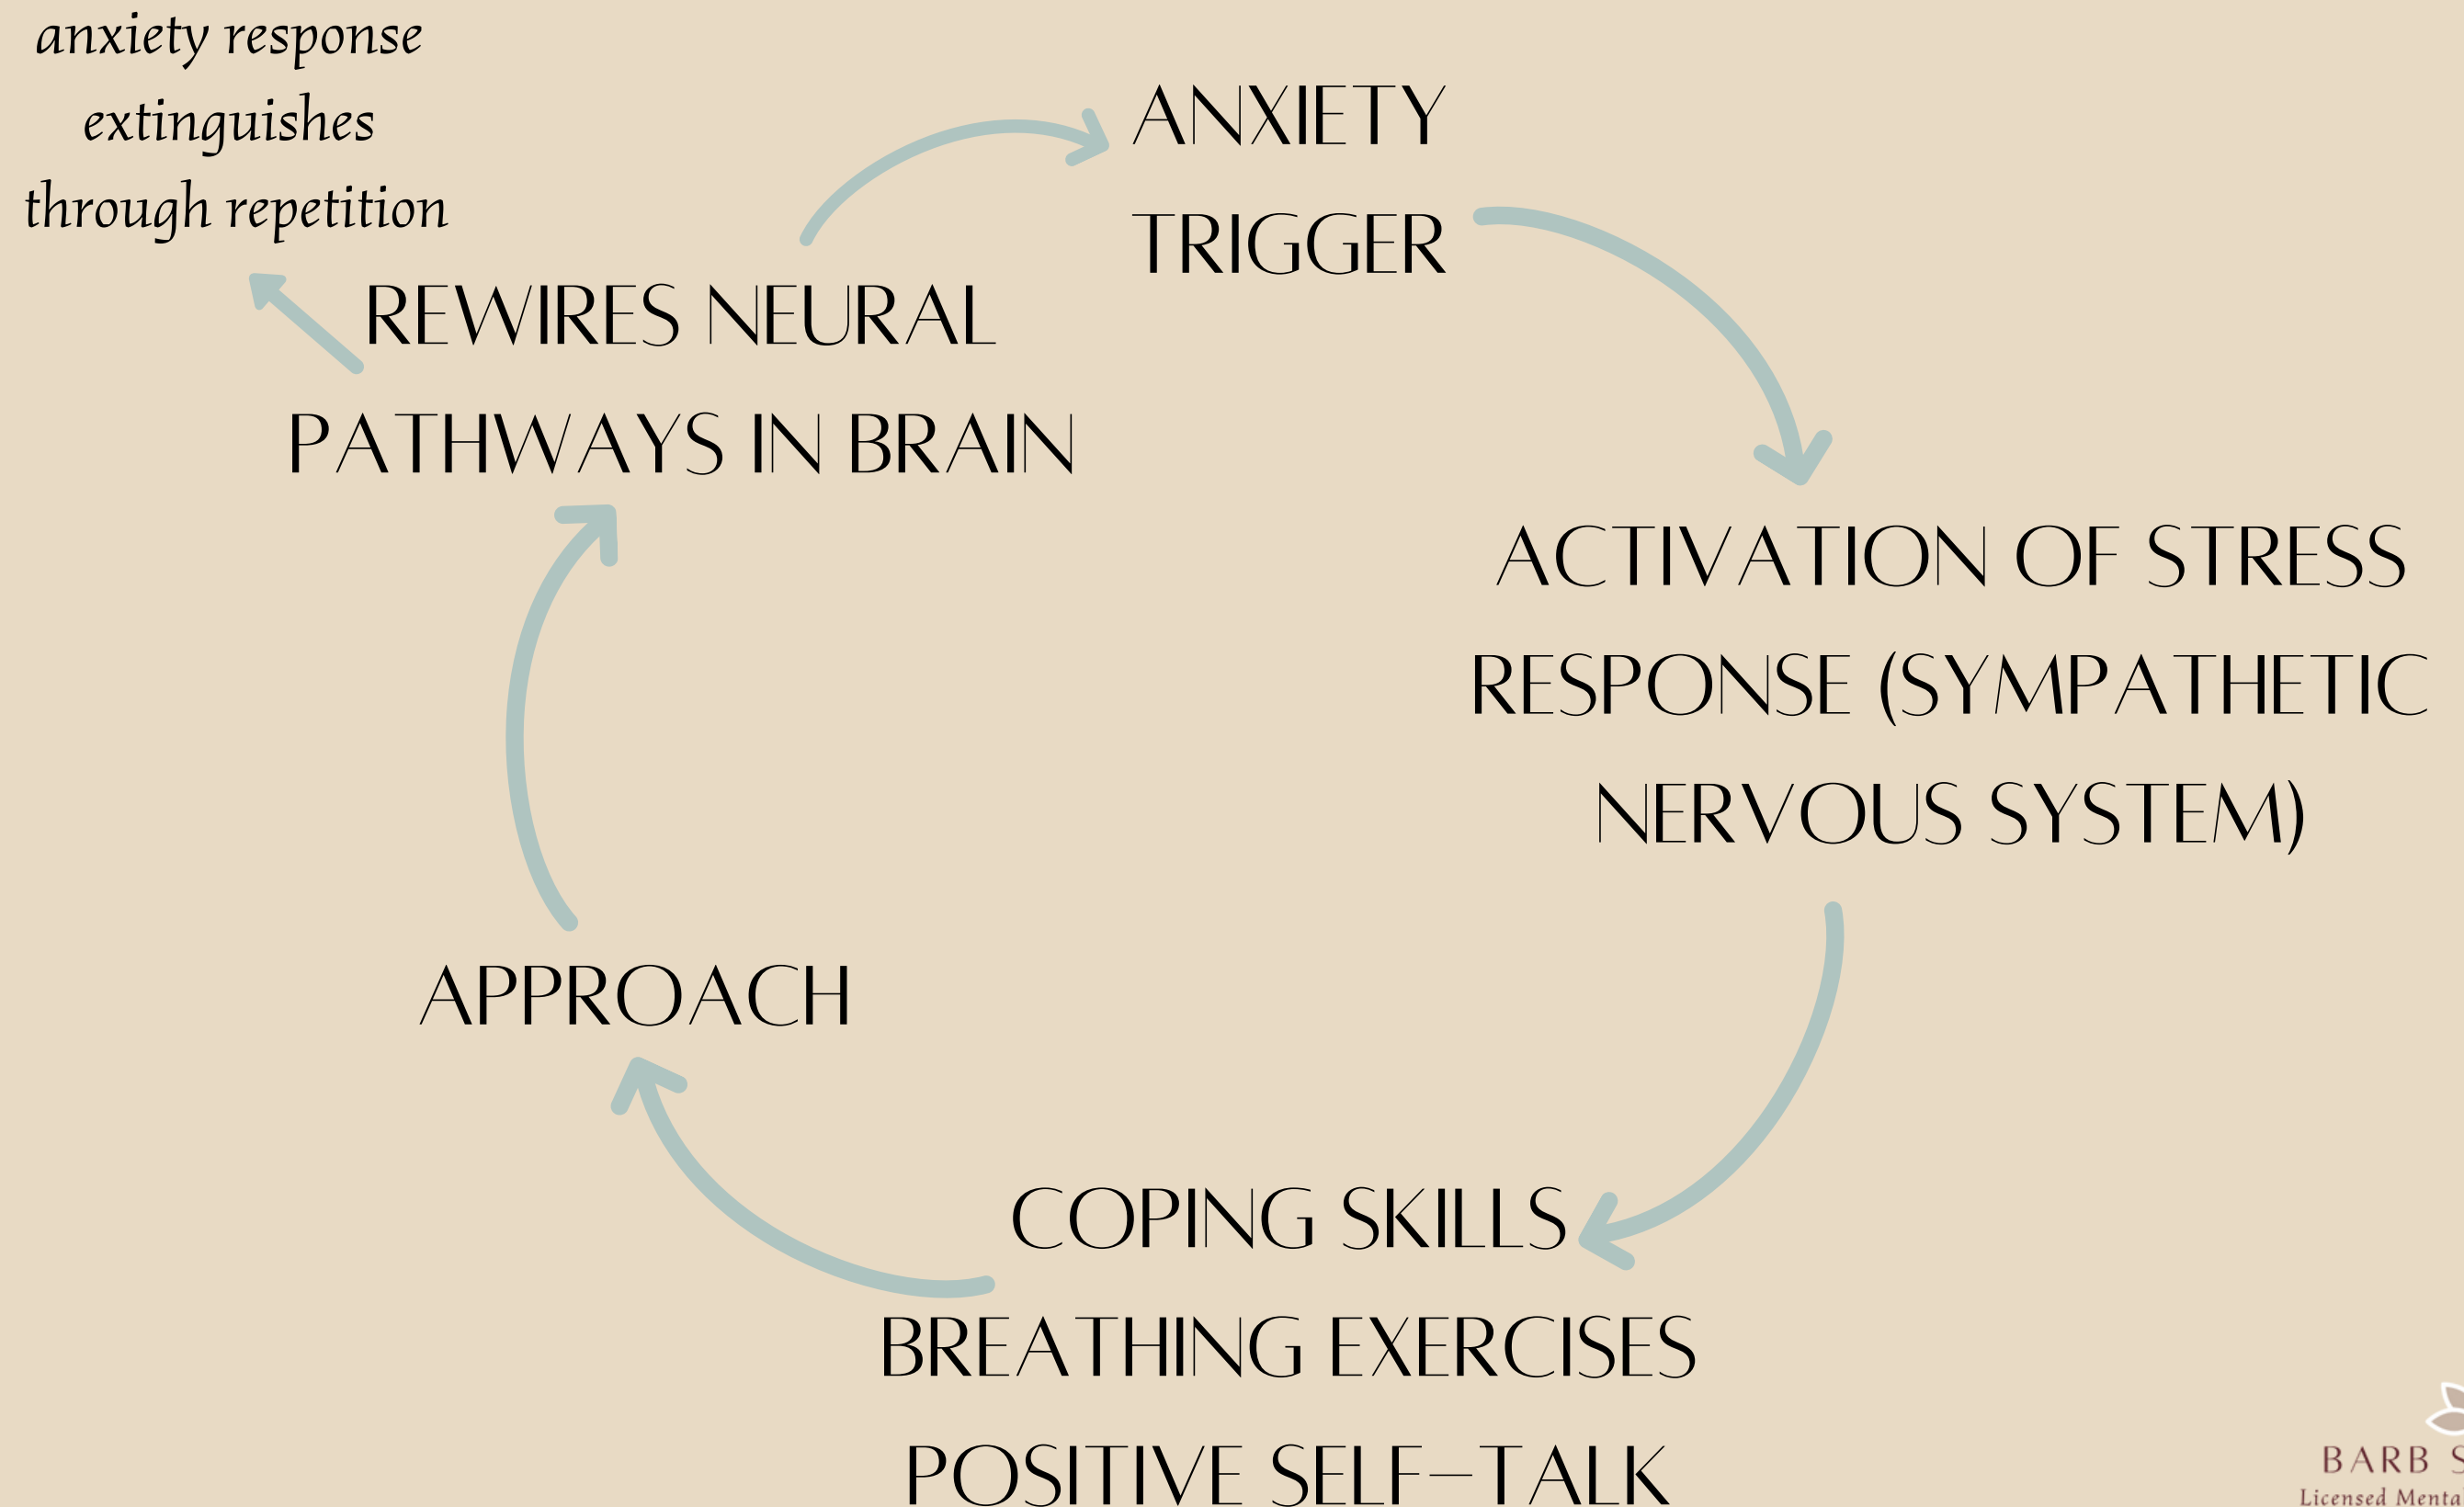 anxiety response
extinguishes
through repetition
ANXIETY
TRIGGER
REWIRES NEURAL
PATHWAYS IN BRAIN
ACTIVATION OF STRESS
RESPONSE (SYMPATHETIC
NERVOUS SYSTEM)
APPROACH
COPING SKILLS
BREATHING EXERCISES
POSITIVE SELF-TALK
BARB
Licensed